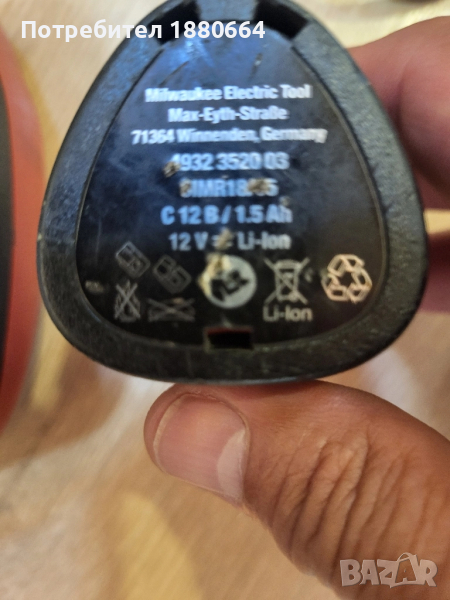 Потребител 1880664
Milwaukee Electric Tool
Max-Eyth-Straße
71364 Winnenden, Germany
4932 3520 03
C 12 B / 1.5 Ah
12 V ⎓ Li-Ion
Li-Ion
BAZAR